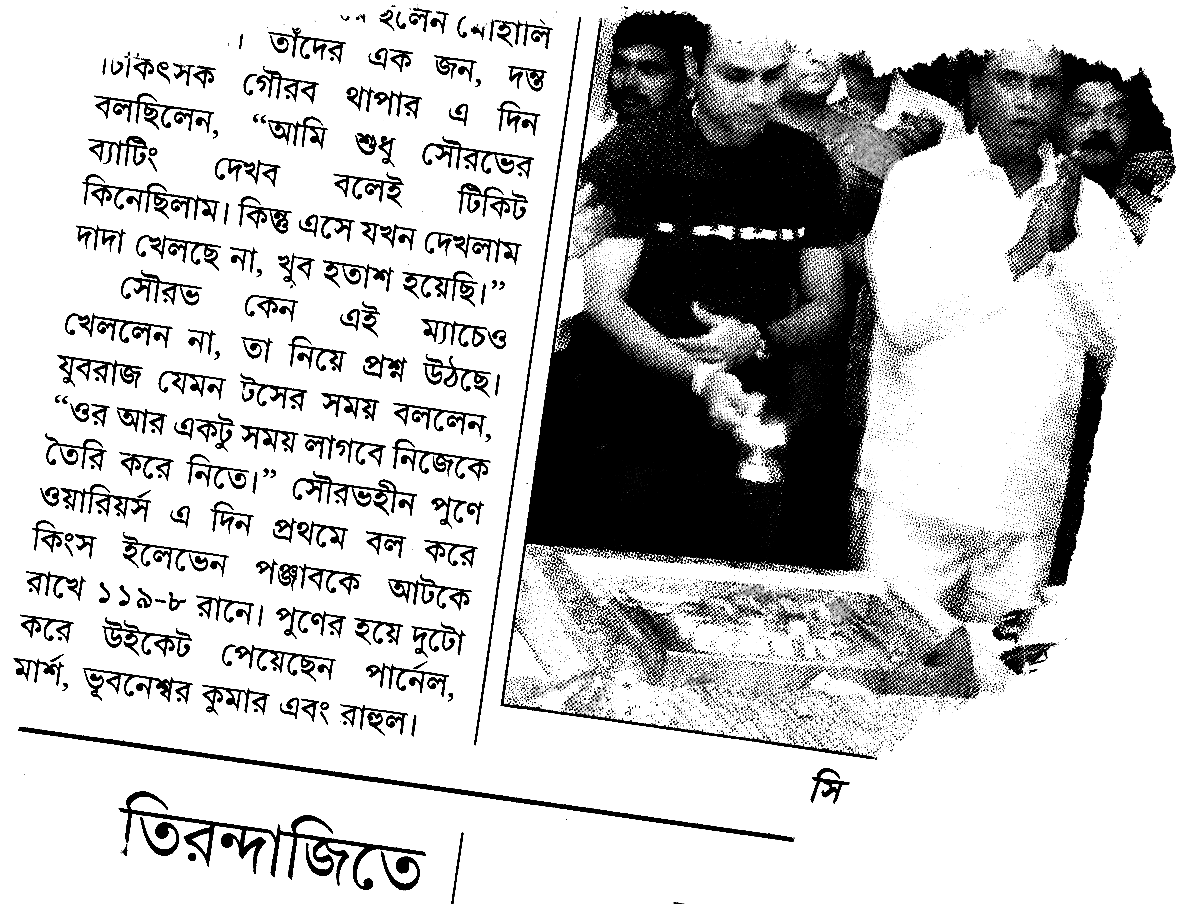 হলেন মোহালি
। তাঁদের এক জন, দন্ত
চিকিৎসক গৌরব থাপার এ দিন
বলছিলেন, “আমি শুধু সৌরভের
ব্যাটিং দেখব বলেই টিকিট
কিনেছিলাম। কিন্তু এসে যখন দেখলাম
দাদা খেলছে না, খুব হতাশ হয়েছি।”
সৌরভ কেন এই ম্যাচেও
খেললেন না, তা নিয়ে প্রশ্ন উঠছে।
যুবরাজ যেমন টসের সময় বললেন,
“ওর আর একটু সময় লাগবে নিজেকে
তৈরি করে নিতে।” সৌরভহীন পুণে
ওয়ারিয়র্স এ দিন প্রথমে বল করে
কিংস ইলেভেন পঞ্জাবকে আটকে
রাখে ১১৯-৮ রানে। পুণের হয়ে দুটো
করে উইকেট পেয়েছেন পার্নেল,
মার্শ, ভুবনেশ্বর কুমার এবং রাহুল।
সি
তিরন্দাজিতে